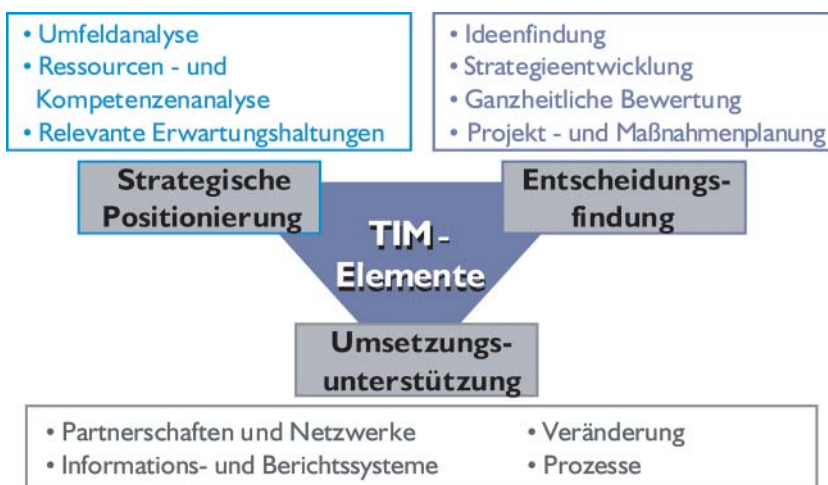 • Umfeldanalyse
• Ressourcen - und
Kompetenzenanalyse
• Relevante Erwartungshaltungen
• Ideenfindung
• Strategieentwicklung
• Ganzheitliche Bewertung
• Projekt - und Maßnahmenplanung
Strategische
Positionierung
Entscheidungs-
findung
TIM -
Elemente
Umsetzungs-
unterstützung
• Partnerschaften und Netzwerke
• Informations- und Berichtssysteme
• Veränderung
• Prozesse